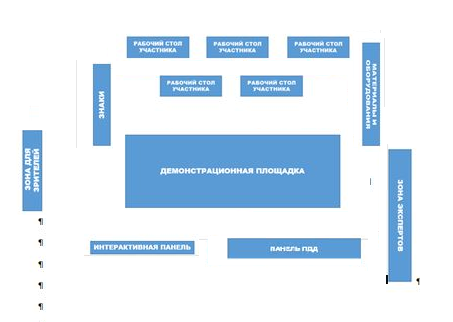 РАБОЧИЙ СТОЛ
УЧАСТНИКА
РАБОЧИЙ СТОЛ
УЧАСТНИКА
РАБОЧИЙ СТОЛ
УЧАСТНИКА
РАБОЧИЙ СТОЛ
УЧАСТНИКА
РАБОЧИЙ СТОЛ
УЧАСТНИКА
МАТЕРИАЛЫ И
ОБОРУДОВАНИЯ
ЗНАКИ
ЗОНА ДЛЯ
ЗРИТЕЛЕЙ
ДЕМОНСТРАЦИОННАЯ ПЛОЩАДКА
ЗОНА ЭКСПЕРТОВ
ИНТЕРАКТИВНАЯ ПАНЕЛЬ
ПАНЕЛЬ ПДД